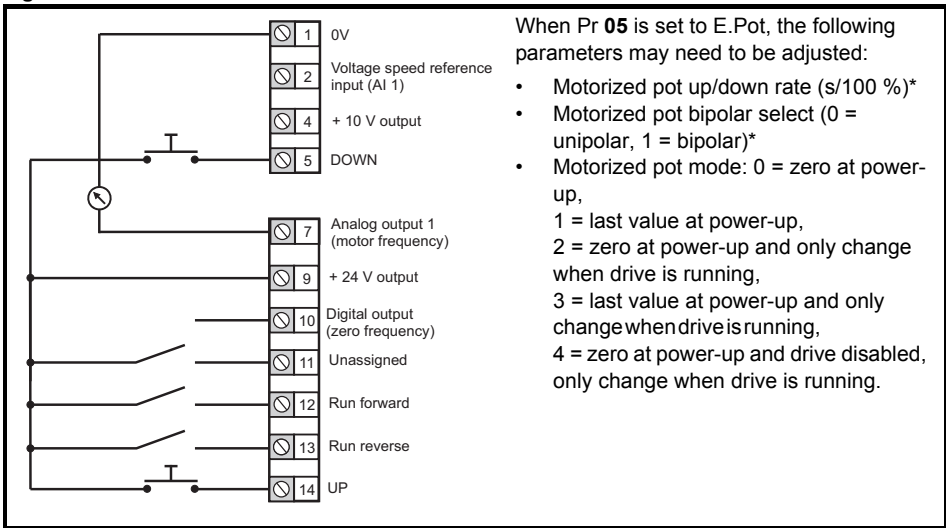 1 0V
2 Voltage speed reference
input (AI 1)
4 + 10 V output
5 DOWN
7 Analog output 1
(motor frequency)
9 + 24 V output
10 Digital output
(zero frequency)
11 Unassigned
12 Run forward
13 Run reverse
14 UP
When Pr 05 is set to E.Pot, the following
parameters may need to be adjusted:
• Motorized pot up/down rate (s/100 %)*
• Motorized pot bipolar select (0 =
unipolar, 1 = bipolar)*
• Motorized pot mode: 0 = zero at power-
up,
1 = last value at power-up,
2 = zero at power-up and only change
when drive is running,
3 = last value at power-up and only
change when drive is running,
4 = zero at power-up and drive disabled,
only change when drive is running.